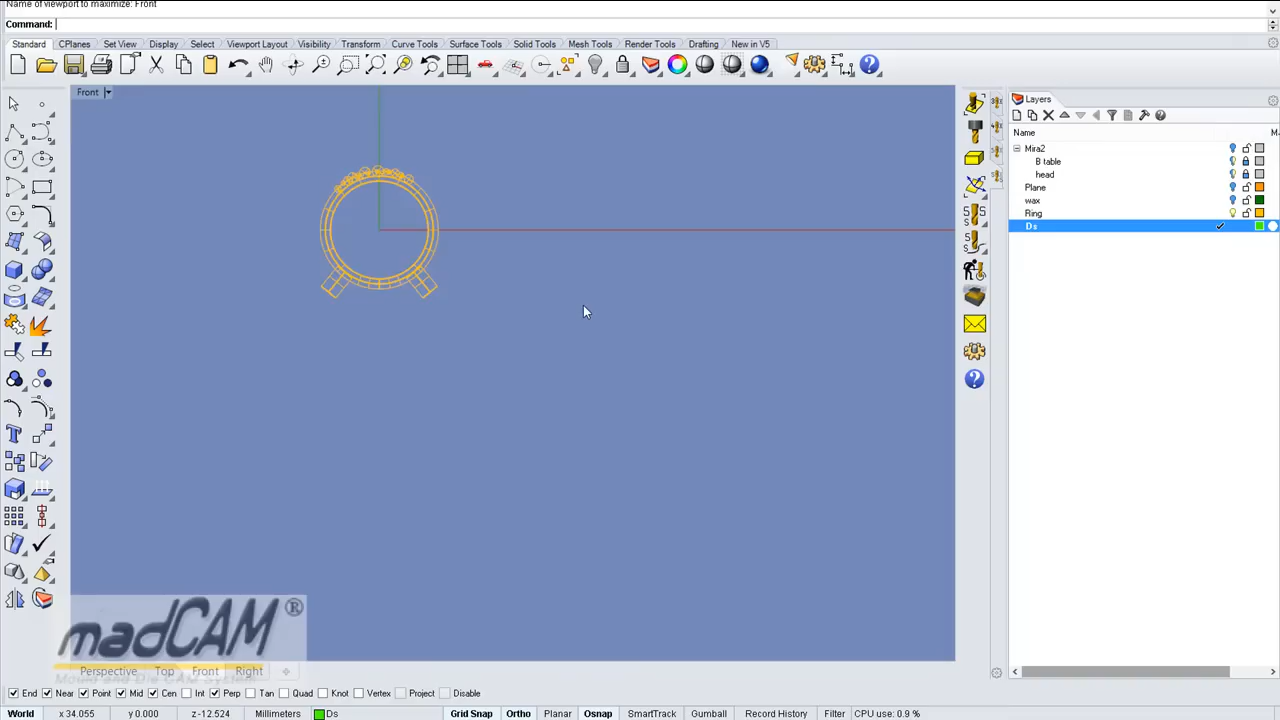 Name of viewport to maximize: Front
Command:
Standard CPlanes Set View Display Select Viewport Layout Visibility Transform Curve Tools Surface Tools Solid Tools Mesh Tools Render Tools Drafting New in V5
Front
Layers
Name M
Mira2
B table
head
Plane
wax
Ring
Ds
S S
S
madCAM®
Perspective Top Front Right
End Near Point Mid Cen Int Perp Tan Quad Knot Vertex Project Disable
World x 34.055 y 0.000 z -12.524 Millimeters Ds Grid Snap Ortho Planar Osnap SmartTrack Gumball Record History Filter CPU use: 0.9 %